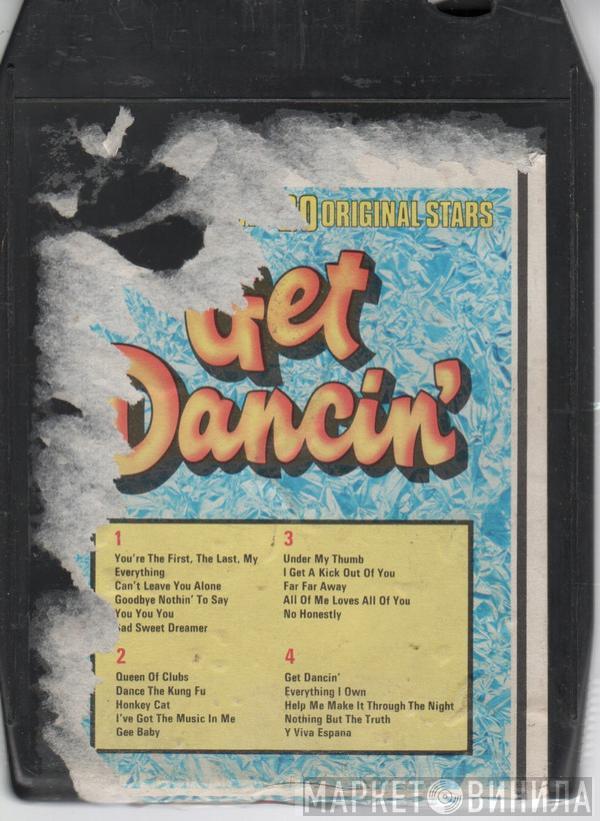 20 ORIGINAL STARS
Get
Dancin'
1
You're The First, The Last, My
Everything
Can't Leave You Alone
Goodbye Nothin' To Say
You You You
Sad Sweet Dreamer
2
Queen Of Clubs
Dance The Kung Fu
Honkey Cat
I've Got The Music In Me
Gee Baby
3
Under My Thumb
I Get A Kick Out Of You
Far Far Away
All Of Me Loves All Of You
No Honestly
4
Get Dancin'
Everything I Own
Help Me Make It Through The Night
Nothing But The Truth
Y Viva Espana
МАРКЕТ ВИНИЛА